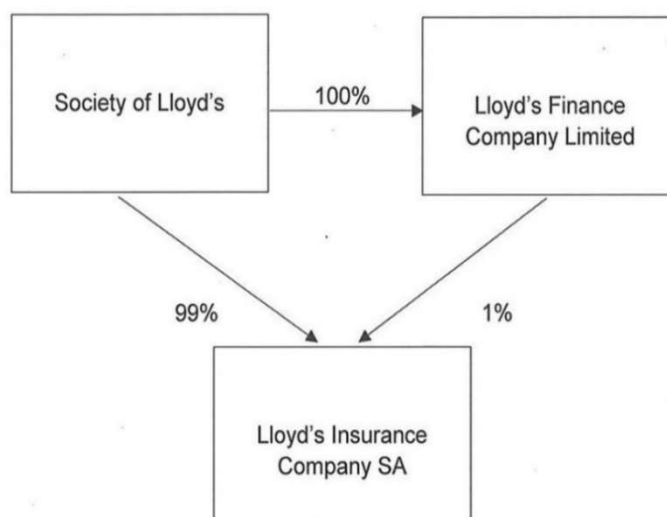 Society of Lloyd's
100%
Lloyd's Finance
Company Limited
99%
1%
Lloyd's Insurance
Company SA